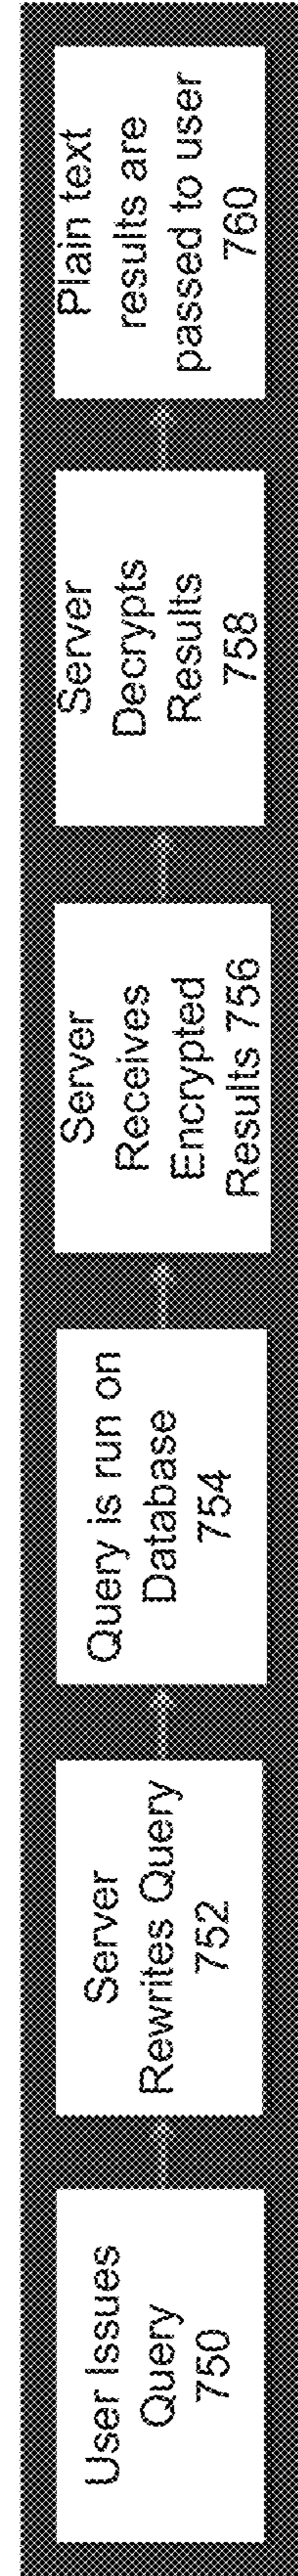 User Issues
Query
750
Server
Rewrites Query
752
Query is run on
Database
754
Server
Receives
Encrypted
Results 756
Server
Decrypts
Results
758
Plain text
results are
passed to user
760